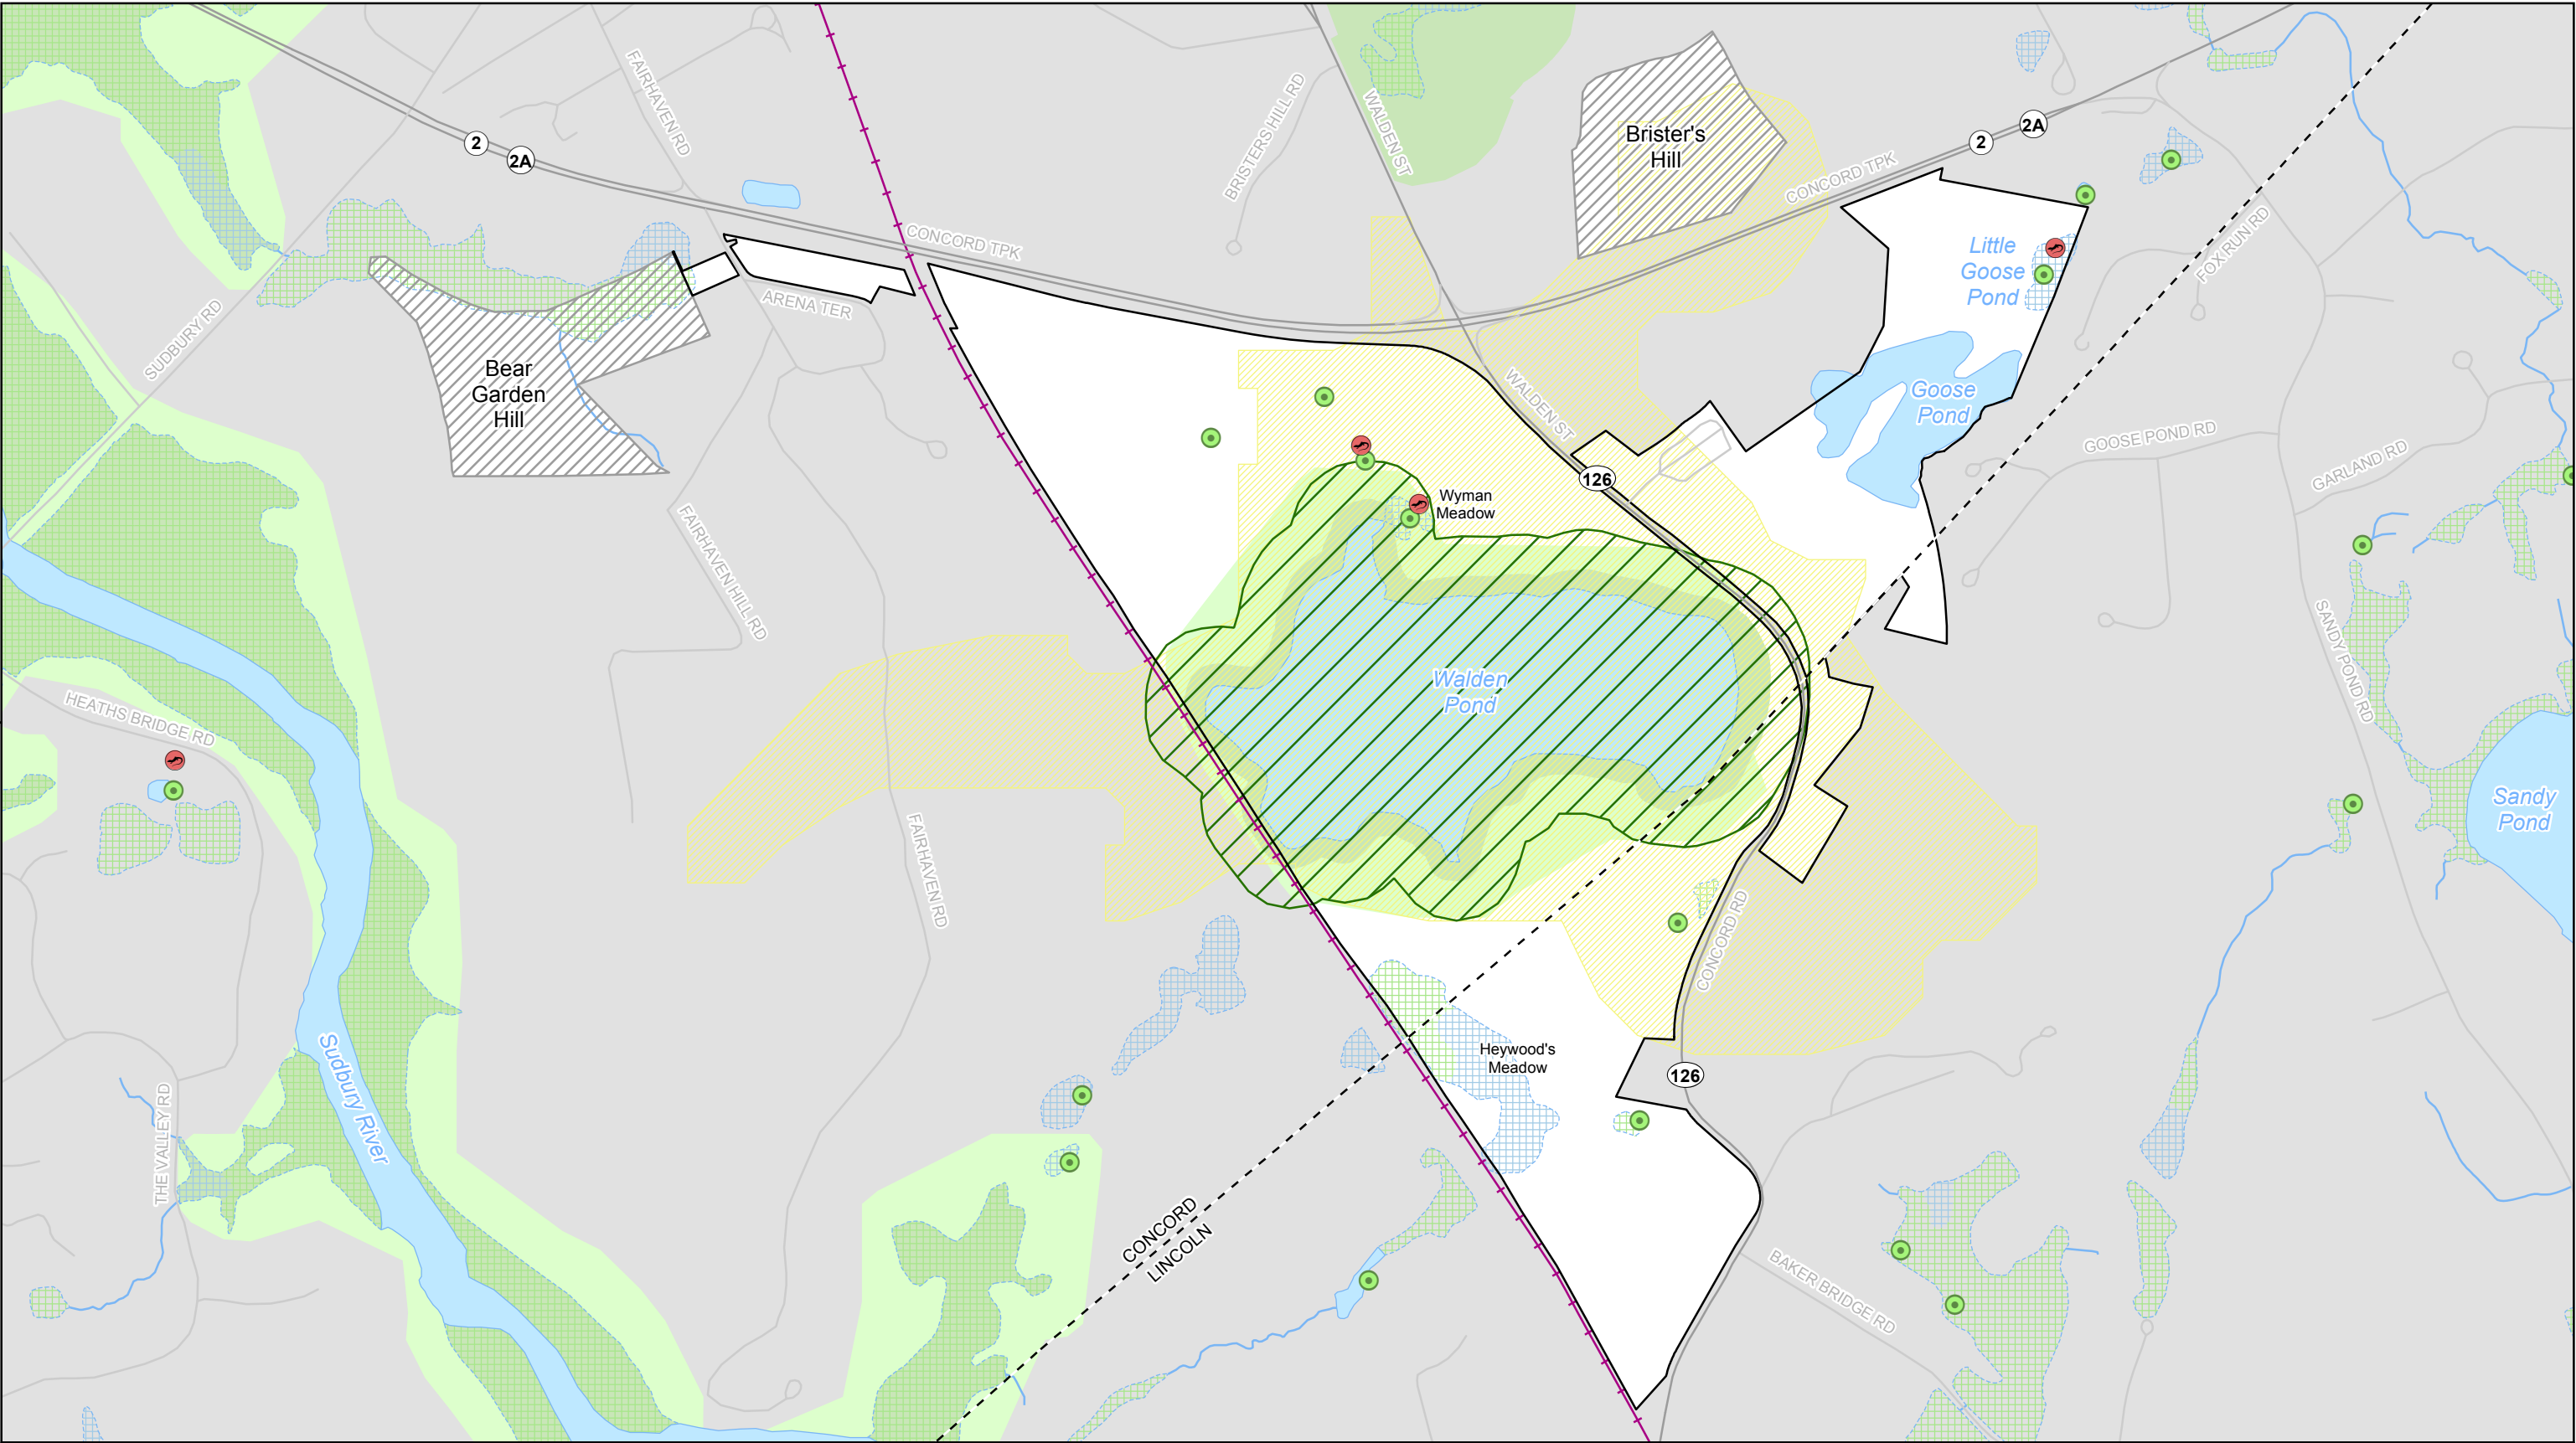 FAIRHAVEN RD
2
2A
BRISTERS HILL RD
WALDEN ST
Brister's
Hill
2
2A
CONCORD TPK
CONCORD TPK
FOX RUN RD
Little
Goose
Pond
ARENA TER
SUDBURY RD
Bear
Garden
Hill
Goose
Pond
WALDEN ST
GOOSE POND RD
GARLAND RD
126
Wyman
Meadow
FAIRHAVEN HILL RD
SANDY POND RD
HEATHS BRIDGE RD
Walden
Pond
Sandy
Pond
FAIRHAVEN RD
CONCORD RD
Sudbury River
Heywood's
Meadow
126
THE VALLEY RD
CONCORD
LINCOLN
BAKER BRIDGE RD